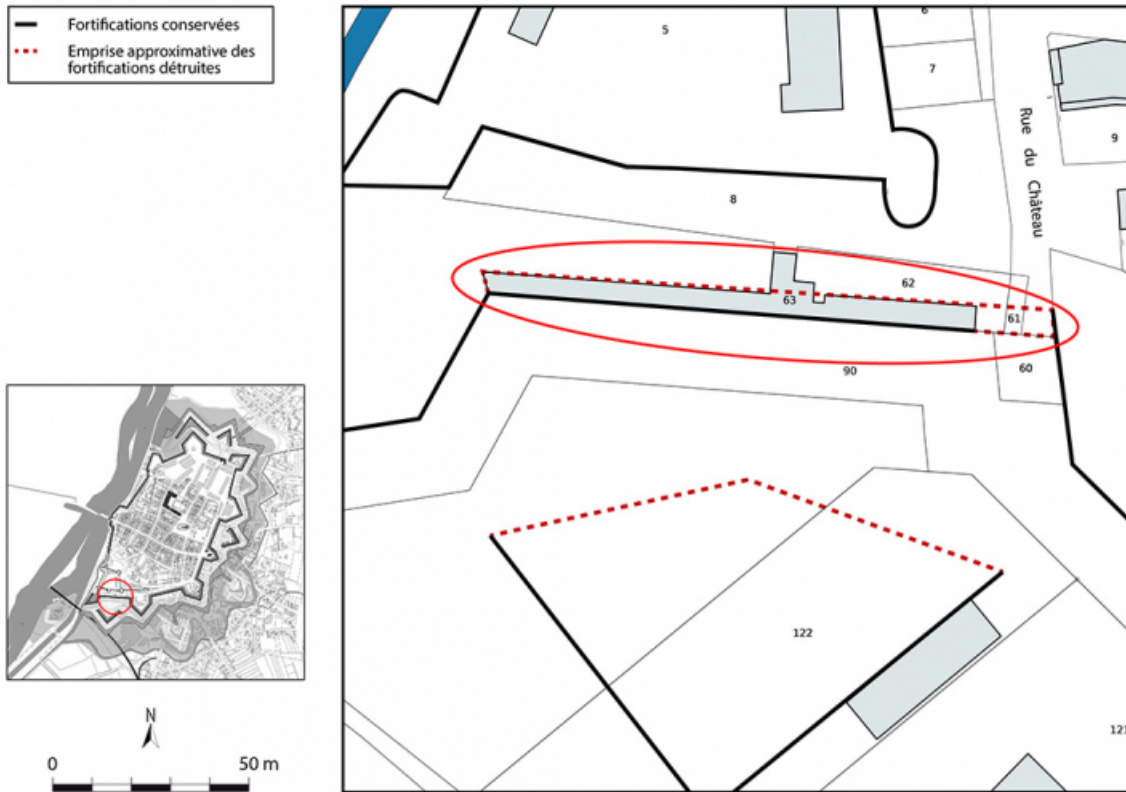 Fortifications conservées
Emprise approximative des
fortifications détruites
5
6
7
9
Rue du Château
8
62
63
61
90
60
122
121
N
0
50 m